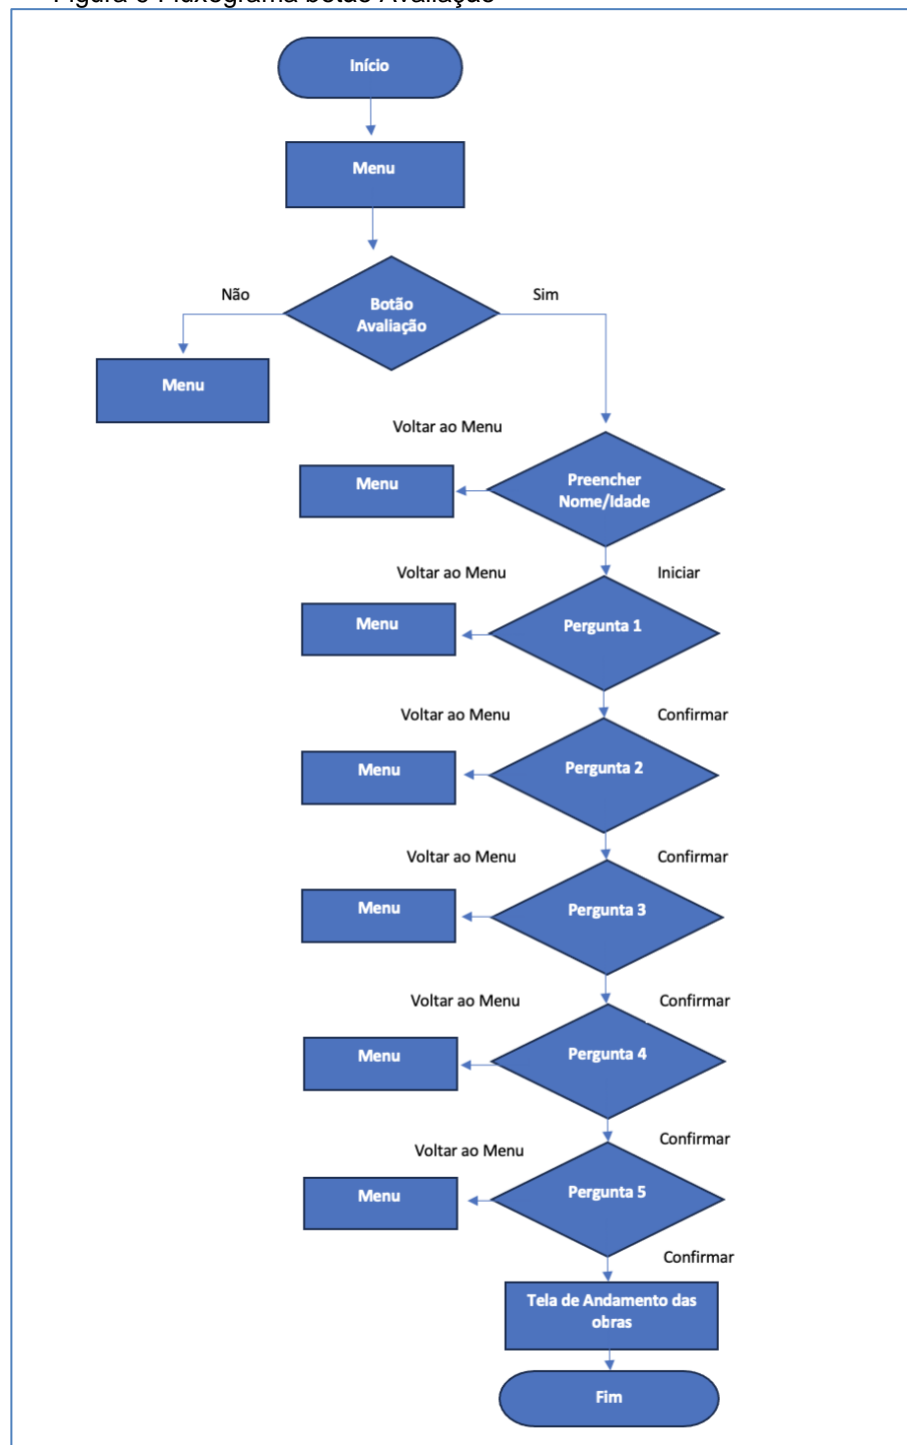 Início
Menu
Não
Sim
Botão
Avaliação
Menu
Voltar ao Menu
Menu
Preencher
Nome/Idade
Voltar ao Menu
Iniciar
Menu
Pergunta 1
Voltar ao Menu
Confirmar
Menu
Pergunta 2
Voltar ao Menu
Confirmar
Menu
Pergunta 3
Voltar ao Menu
Confirmar
Menu
Pergunta 4
Voltar ao Menu
Confirmar
Menu
Pergunta 5
Confirmar
Tela de Andamento das
obras
Fim